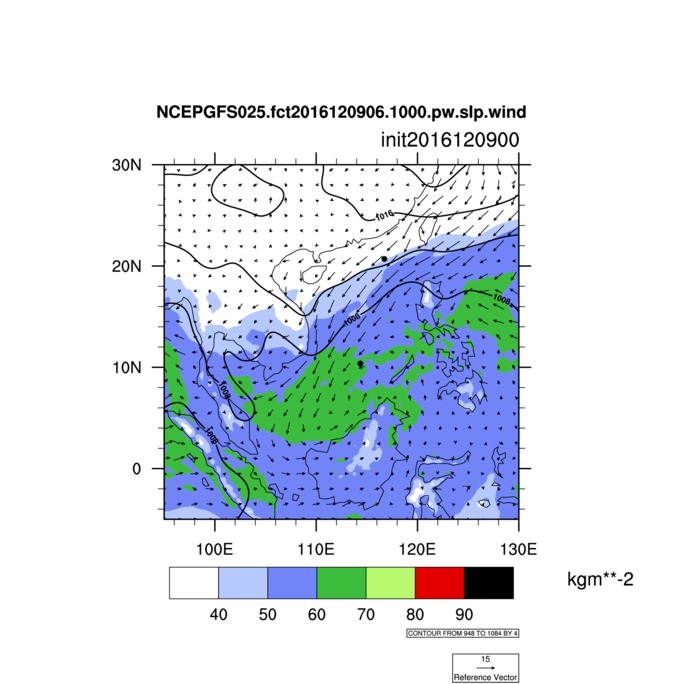 NCEPGFS025.fct2016120906.1000.pw.slp.wind
init2016120900
30N
1016
20N
1008
1008
10N
1008
1008
0
100E 110E 120E 130E
kgm**-2
40 50 60 70 80 90
CONTOUR FROM 948 TO 1084 BY 4
15
Reference Vector